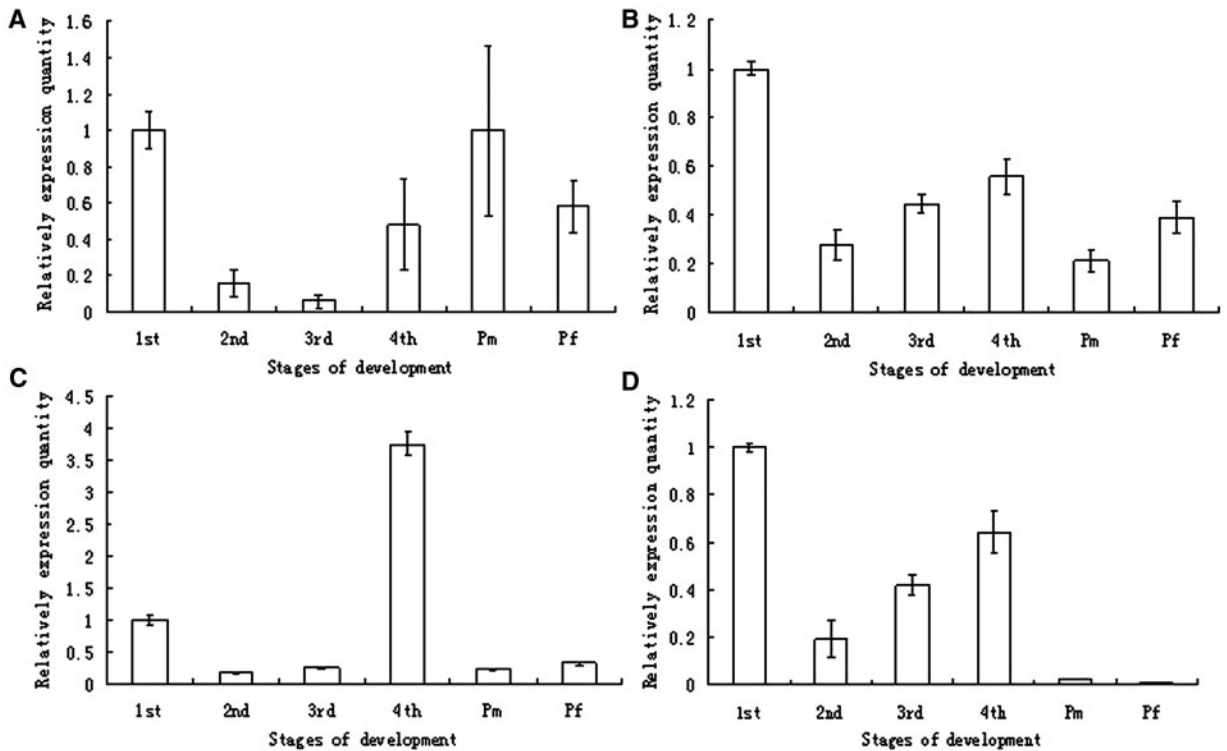 A
Relatively expression quantity
1.6
1.4
1.2
1
0.8
0.6
0.4
0.2
0
1st 2nd 3rd 4th Pm Pf
Stages of development
B
Relatively expression quantity
1.2
1
0.8
0.6
0.4
0.2
0
1st 2nd 3rd 4th Pm Pf
Stages of development
C
Relatively expression quantity
4.5
4
3.5
3
2.5
2
1.5
1
0.5
0
1st 2nd 3rd 4th Pm Pf
Stages of development
D
Relatively expression quantity
1.2
1
0.8
0.6
0.4
0.2
0
1st 2nd 3rd 4th Pm Pf
Stages of development